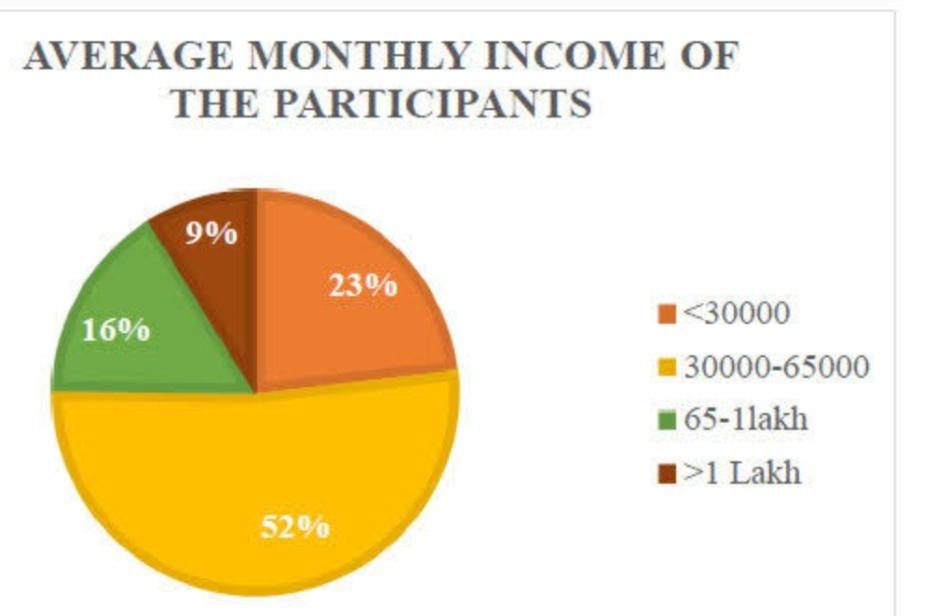 AVERAGE MONTHLY INCOME OF
THE PARTICIPANTS
9%
23%
16%
52%
<30000
30000-65000
65-1lakh
>1 Lakh